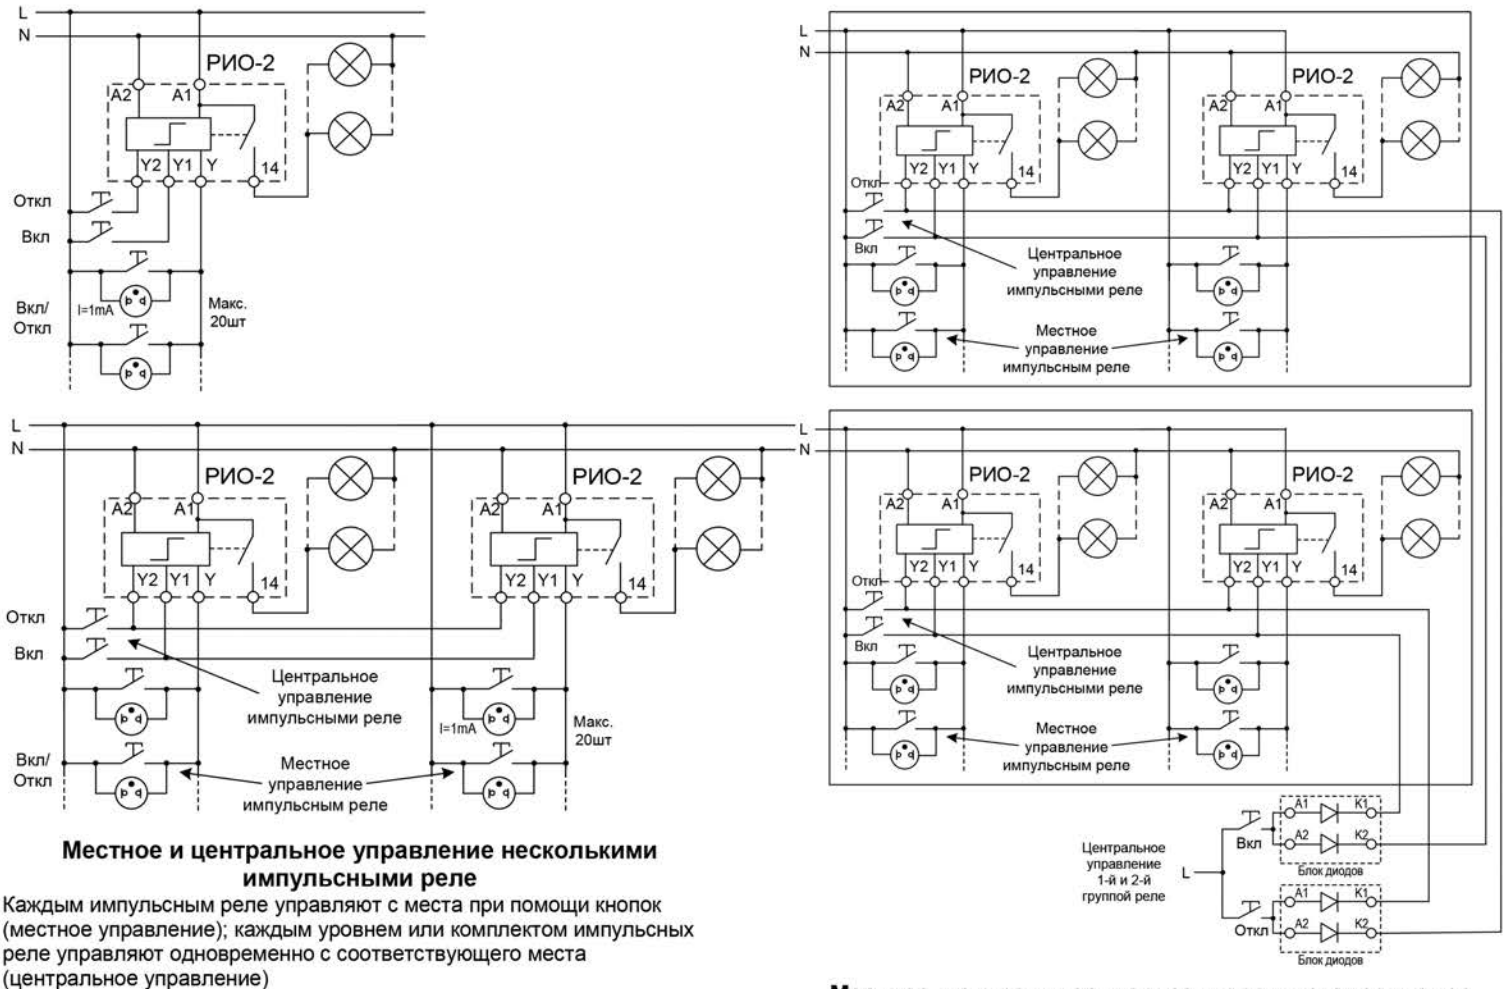 L
N
РИО-2
A2
A1
Y2
Y1
Y
14
Откл
Вкл
Вкл/
Откл
I=1mA
Макс.
20шт
L
N
РИО-2
РИО-2
A2
A1
A2
A1
Y2
Y1
Y
14
Y2
Y1
Y
14
Откл
Вкл
Центральное
управление
импульсными реле
I=1mA
Макс.
20шт
Вкл/
Откл
Местное
управление
импульсным реле
Местное и центральное управление несколькими
импульсными реле
Каждым импульсным реле управляют с места при помощи кнопок
(местное управление); каждым уровнем или комплектом импульсных
реле управляют одновременно с соответствующего места
(центральное управление)
L
N
РИО-2
РИО-2
A2
A1
A2
A1
Y2
Y1
Y
14
Y2
Y1
Y
14
Откл
Вкл
Центральное
управление
импульсными реле
Местное
управление
импульсным реле
L
N
РИО-2
РИО-2
A2
A1
A2
A1
Y2
Y1
Y
14
Y2
Y1
Y
14
Откл
Вкл
Центральное
управление
импульсными реле
Местное
управление
импульсным реле
Центральное
управление
1-й и 2-й
группой реле
L
Вкл
A1
K1
A2
K2
Блок диодов
Откл
A1
K1
A2
K2
Блок диодов